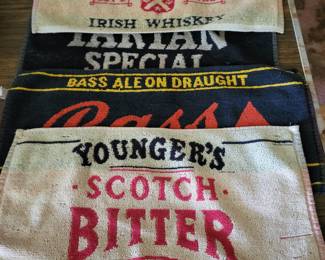 IRISH WHISKEY
TARTAN
SPECIAL
BASS ALE ON DRAUGHT
Bass
YOUNGER'S
·SCOTCH·
BITTER